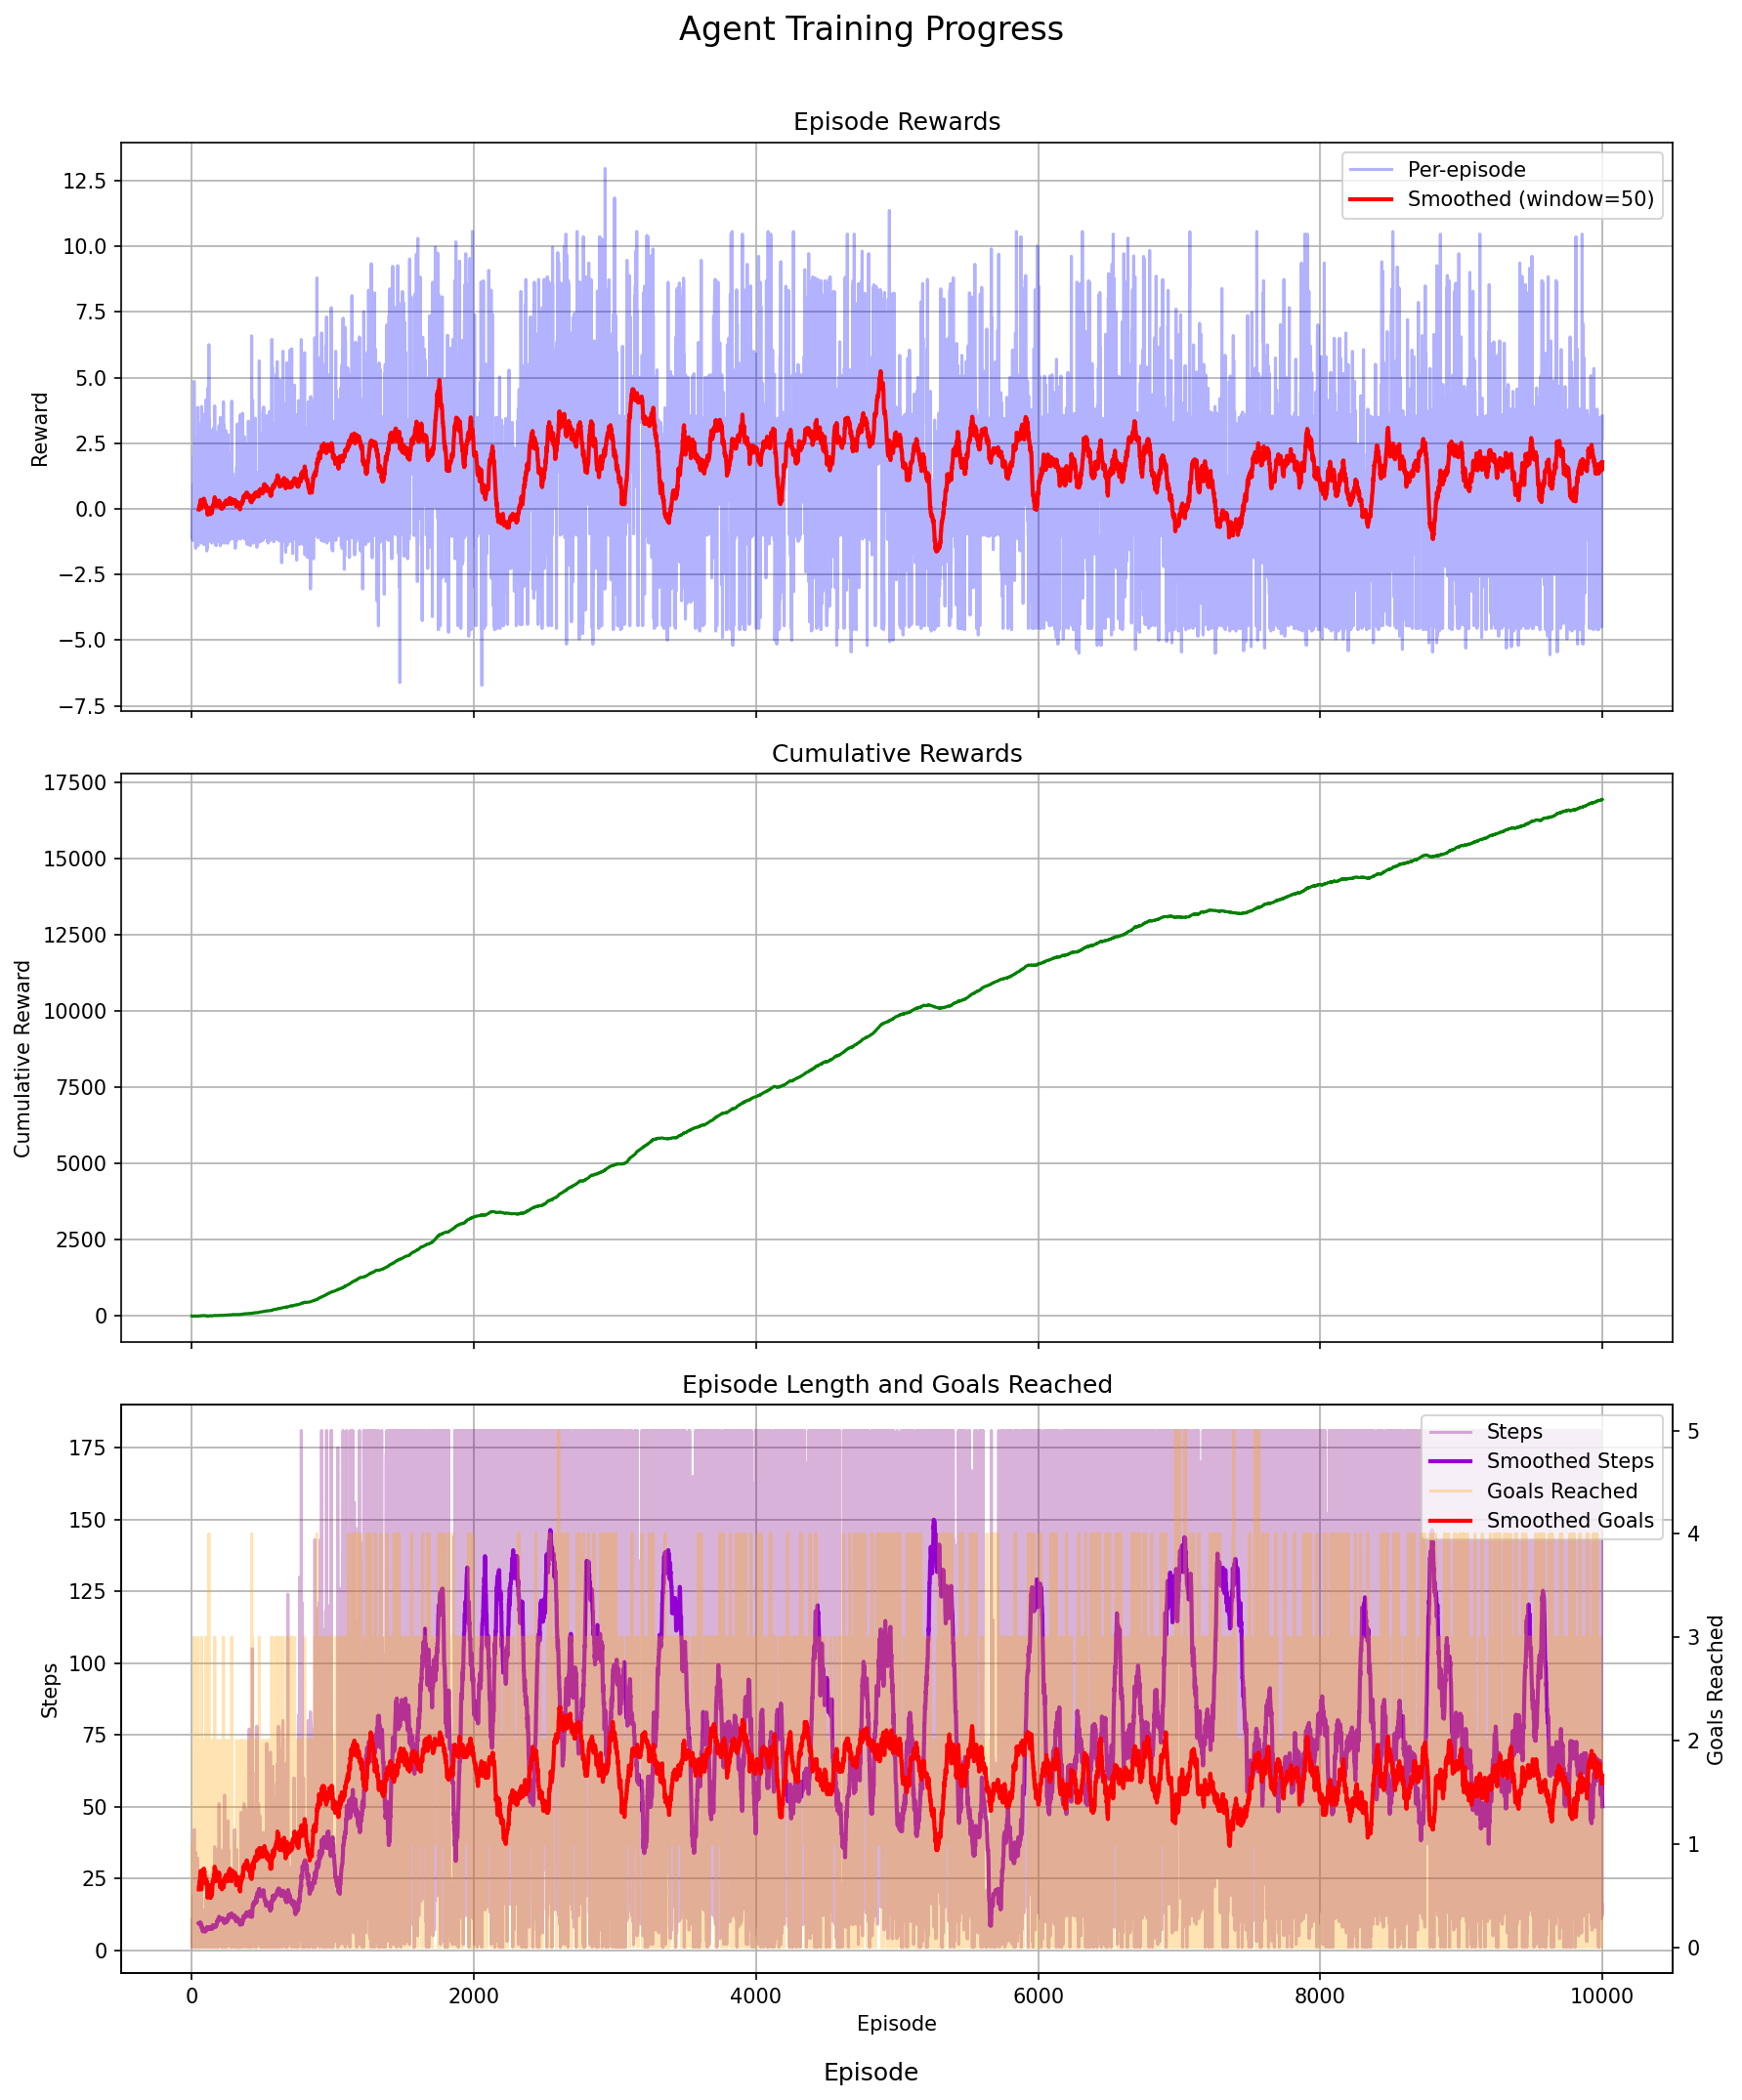 Agent Training Progress
Episode Rewards
Per-episode
Smoothed (window=50)
12.5
10.0
7.5
5.0
2.5
0.0
−2.5
−5.0
−7.5
Reward
Cumulative Rewards
17500
15000
12500
10000
7500
5000
2500
0
Cumulative Reward
Episode Length and Goals Reached
Steps
Smoothed Steps
Goals Reached
Smoothed Goals
175
150
125
100
75
50
25
0
Steps
5
4
3
2
1
0
Goals Reached
0 2000 4000 6000 8000 10000
Episode
Episode